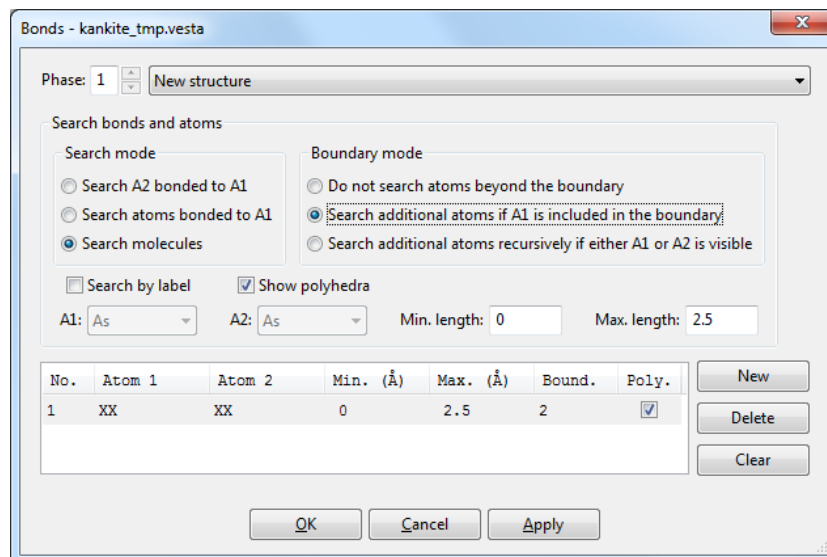 Bonds - kankite_tmp.vesta
Phase: 1 New structure
Search bonds and atoms
Search mode
Search A2 bonded to A1
Search atoms bonded to A1
Search molecules
Boundary mode
Do not search atoms beyond the boundary
Search additional atoms if A1 is included in the boundary
Search additional atoms recursively if either A1 or A2 is visible
Search by label Show polyhedra
A1: As A2: As Min. length: 0 Max. length: 2.5
No. Atom 1 Atom 2 Min. (Å) Max. (Å) Bound. Poly.
1 XX XX 0 2.5 2
New
Delete
Clear
OK Cancel Apply